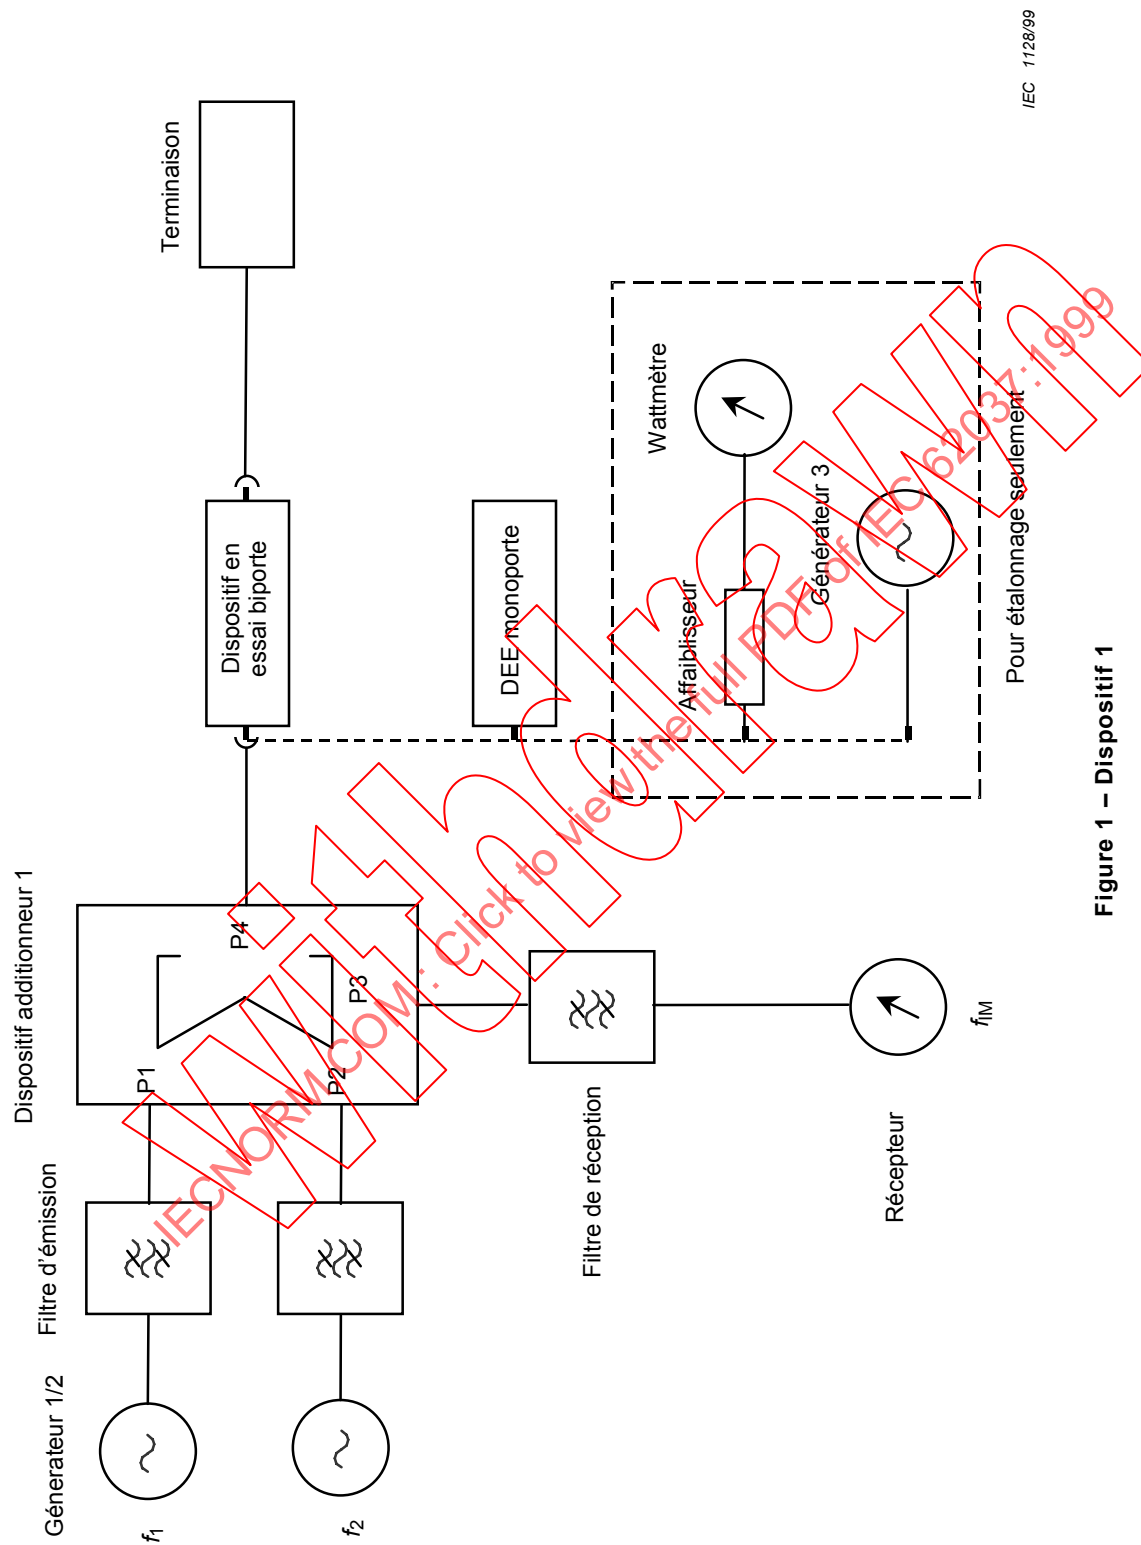 Génerateur 1/2
Filtre d'émission
Dispositif additionneur 1
f1
f2
P1
P2
P3
P4
Dispositif en
essai biporte
Terminaison
DEE monoporte
Affaiblisseur
Wattmètre
Générateur 3
Pour étalonnage seulement
Filtre de réception
Récepteur
fIM
IEC 1128/99
Figure 1 – Dispositif 1
Withdrawn
IECNORM.COM : Click to view the full PDF of IEC 62037:1999